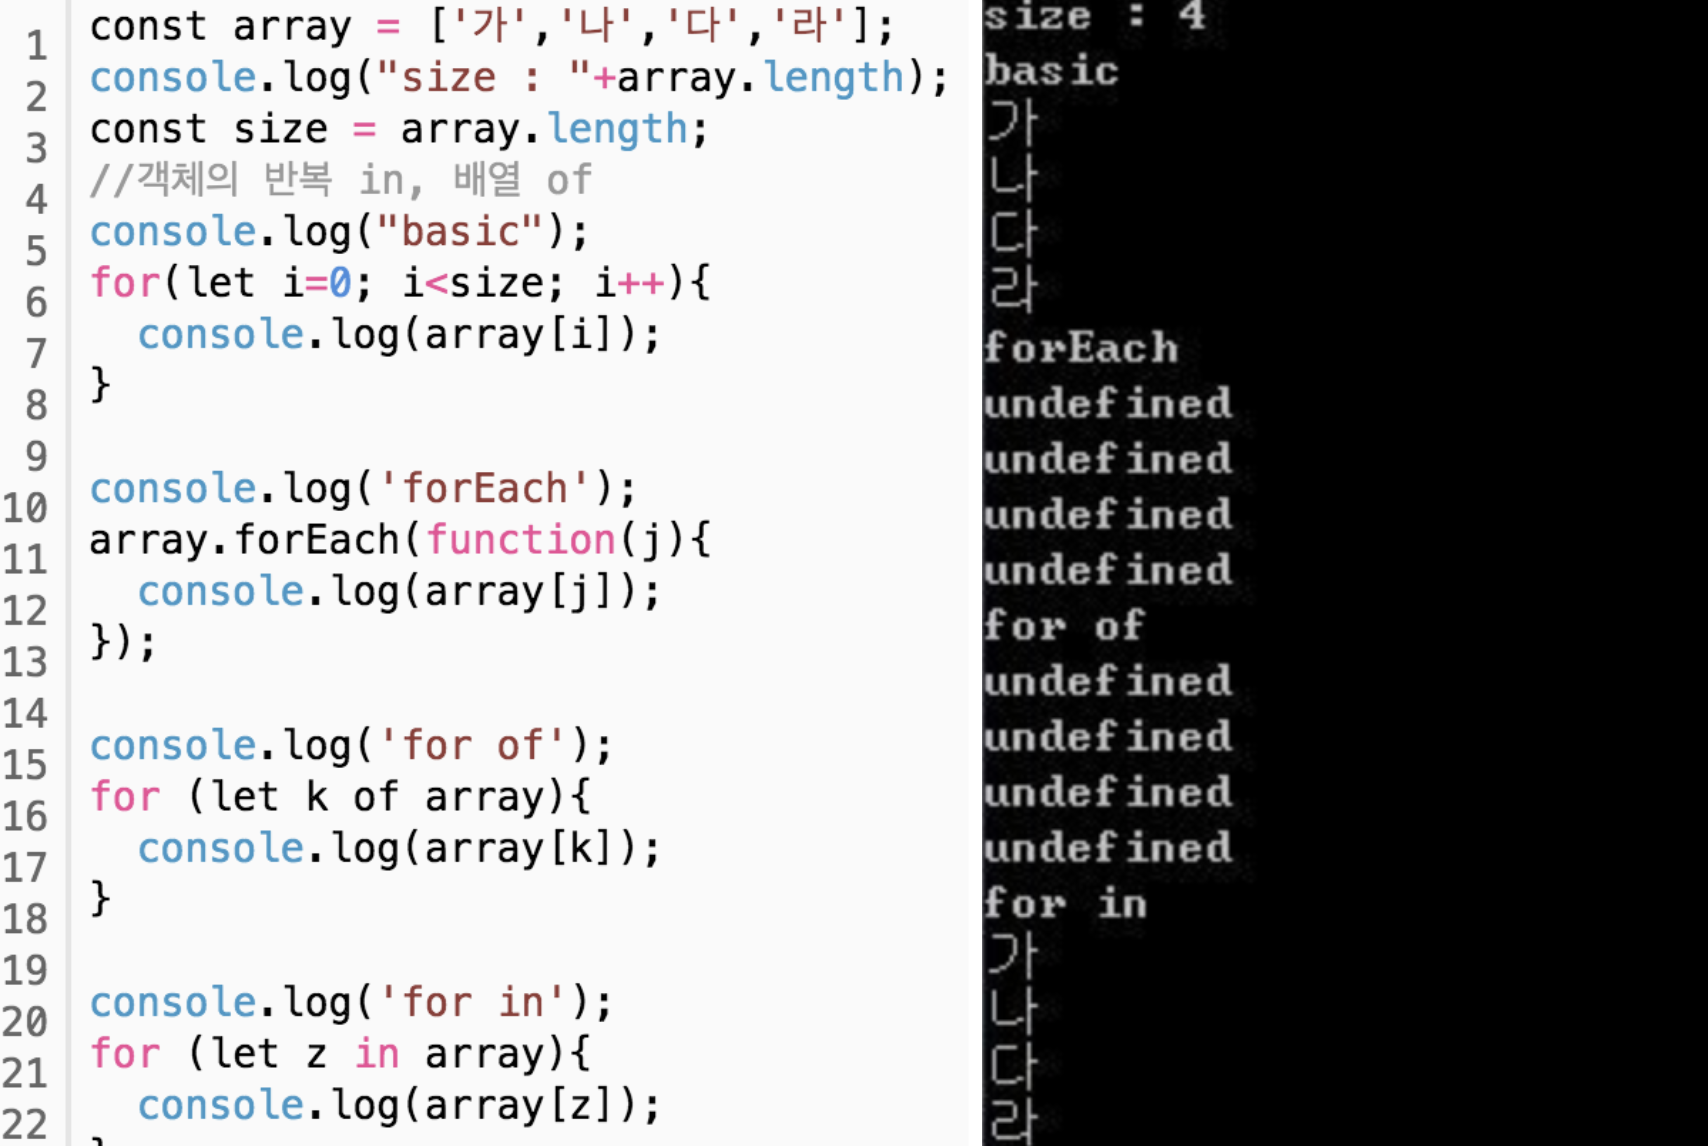 1
2
3
4
5
6
7
8
9
10
11
12
13
14
15
16
17
18
19
20
21
22
const array = ['가','나','다','라'];
console.log("size : "+array.length);
const size = array.length;
//객체의 반복 in, 배열 of
console.log("basic");
for(let i=0; i<size; i++){
  console.log(array[i]);
}
console.log('forEach');
array.forEach(function(j){
  console.log(array[j]);
});
console.log('for of');
for (let k of array){
  console.log(array[k]);
}
console.log('for in');
for (let z in array){
  console.log(array[z]);
size : 4
basic
가
나
다
라
forEach
undefined
undefined
undefined
undefined
for of
undefined
undefined
undefined
undefined
for in
가
나
다
라